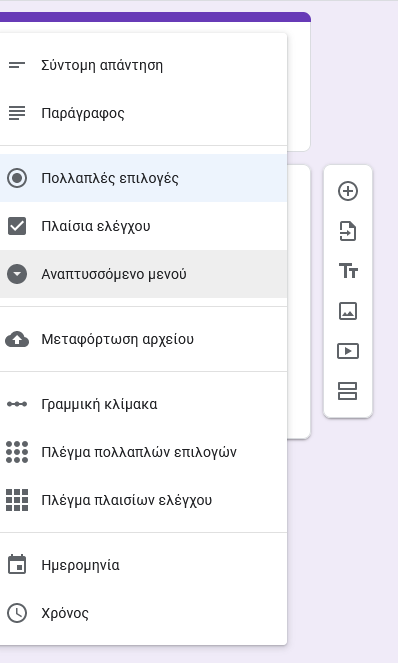 Σύντομη απάντηση
Παράγραφος
Πολλαπλές επιλογές
Πλαίσια ελέγχου
Αναπτυσσόμενο μενού
Μεταφόρτωση αρχείου
Γραμμική κλίμακα
Πλέγμα πολλαπλών επιλογών
Πλέγμα πλαισίων ελέγχου
Ημερομηνία
Χρόνος